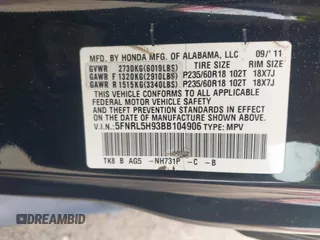 MFD. BY HONDA MFG. OF ALABAMA, LLC 09/'11
GVWR 2730KG(6019LBS) TIRE SIZE RIM SIZE
GAWR F 1320KG(2910LBS) P235/60R18 102T 18X7J
GAWR R 1515KG(3340LBS) P235/60R18 102T 18X7J
THIS VEHICLE CONFORMS TO ALL APPLICABLE FEDERAL MOTOR VEHICLE SAFETY, BUMPER, AND THEFT PREVENTION STANDARDS IN EFFECT ON THE DATE OF MANUFACTURE SHOWN ABOVE.
V.I.N:5FNRL5H93BB104906 TYPE: MPV
TK8 B AG5 -NH731P -C -B
DREAMBID